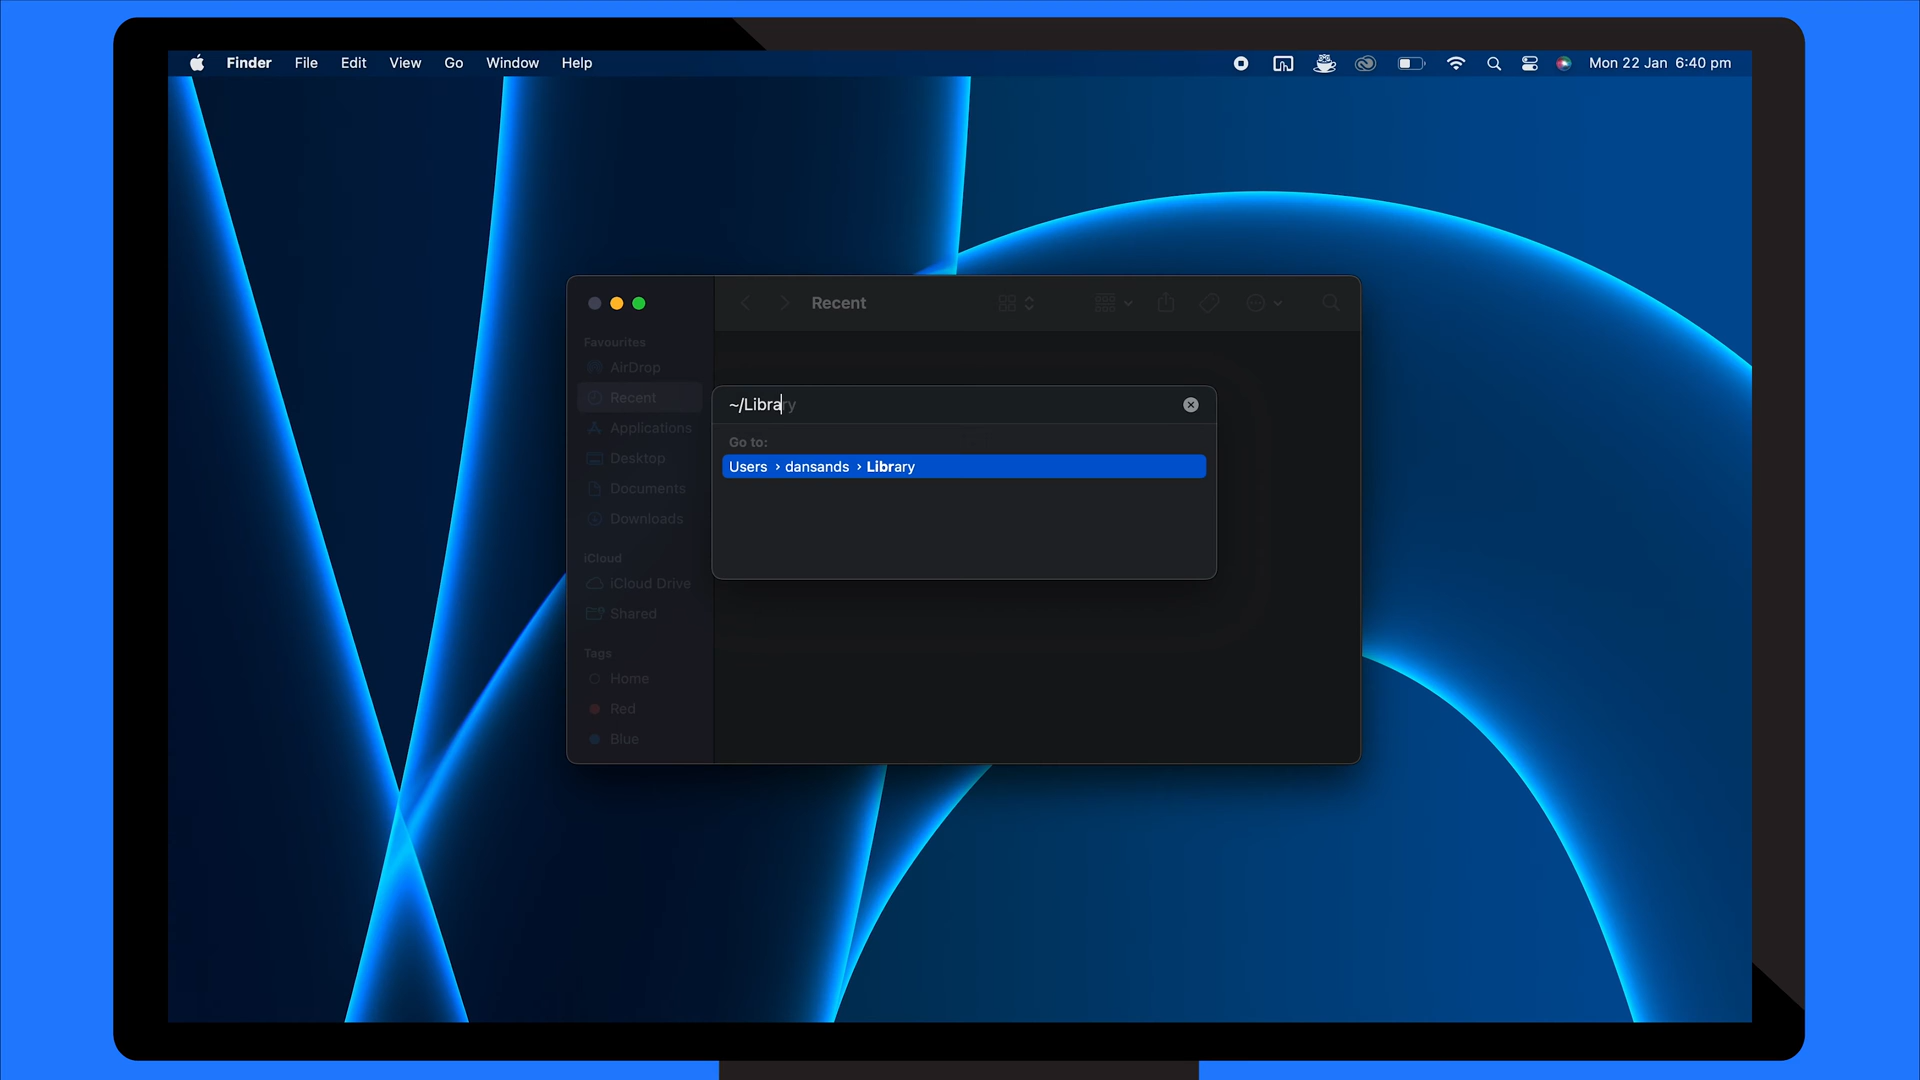 Finder File Edit View Go Window Help Mon 22 Jan 6:40 pm
Recent
Favourites
AirDrop
Recent
Applications
Desktop
Documents
Downloads
iCloud
iCloud Drive
Shared
Tags
Home
Red
Blue
~/Library
Go to:
Users › dansands › Library